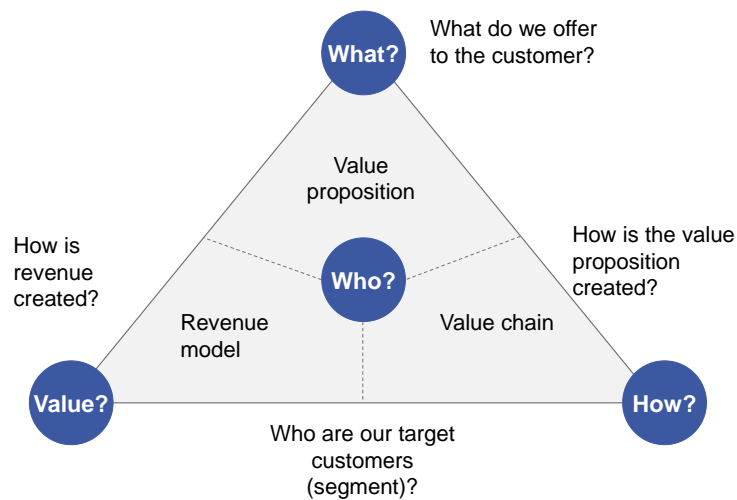 What?
What do we offer
to the customer?
Value
proposition
How is
revenue
created?
Who?
How is the value
proposition
created?
Revenue
model
Value chain
Value?
How?
Who are our target
customers
(segment)?